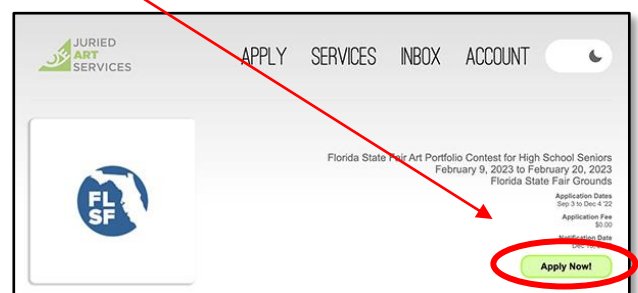 JURIED
ART
SERVICES
APPLY SERVICES INBOX ACCOUNT
FL
SF
Florida State Fair Art Portfolio Contest for High School Seniors
February 9, 2023 to February 20, 2023
Florida State Fair Grounds
Application Dates
Sep 3 to Dec 4 '22
Application Fee
$0.00
Notification Date
Apply Now!